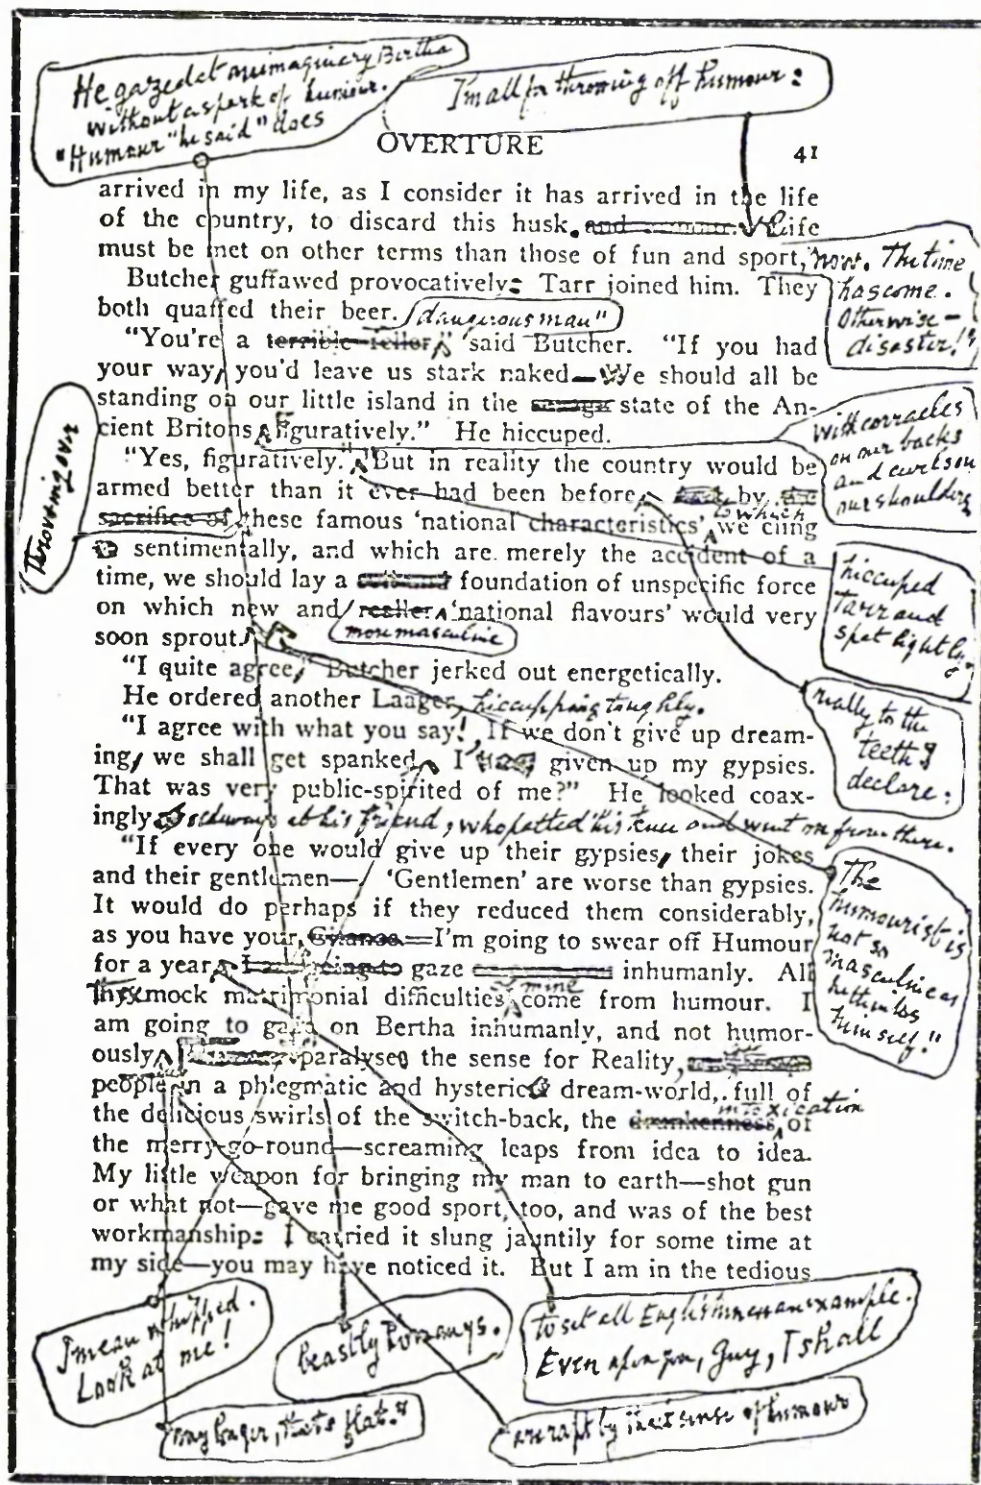 He gazed at an imaginary Bertha
without a spark of humour.
"Humour" he said "does
I'm all for throwing off humour:
OVERTURE
41
arrived in my life, as I consider it has arrived in the life
of the country, to discard this husk. and Life
must be met on other terms than those of fun and sport, now. The time
has come.
Otherwise—
disaster!"
Butcher guffawed provocatively: Tarr joined him. They
both quaffed their beer.
dangerous man"
"You're a terrible feller," said Butcher. "If you had
your way, you'd leave us stark naked— We should all be
standing on our little island in the savage state of the An-
cient Britons, figuratively." He hiccuped.
with corracles
on our backs
and curls on
our shoulders
"Yes, figuratively." "But in reality the country would be
armed better than it ever had been before, by the
to which
throwing over
sacrifice of these famous 'national characteristics' we cling
to sentimentally, and which are merely the accident of a
time, we should lay a foundation of unspecific force
on which new and realler 'national flavours' would very
more masculine
soon sprout.
hiccuped
Tarr and
spat lightly.
"I quite agree," Butcher jerked out energetically.
He ordered another Laager, hiccupping toughly.
really to the
teeth I
declare:
"I agree with what you say! If we don't give up dream-
ing, we shall get spanked. I given up my gypsies.
That was very public-spirited of me?" He looked coax-
ingly sideways at his friend, who patted his knee and went on from there.
"If every one would give up their gypsies, their jokes
and their gentlemen— 'Gentlemen' are worse than gypsies.
It would do perhaps if they reduced them considerably,
as you have your I'm going to swear off Humour
for a year, I am going to gaze inhumanly. All
The
humourist is
not so
masculine as
he thinks
himself."
mine
my mock matrimonial difficulties come from humour. I
am going to gaze on Bertha inhumanly, and not humor-
ously. paralyses the sense for Reality,
people in a phlegmatic and hysteric dream-world, full of
intoxication
the delicious swirls of the switch-back, the drunkenness of
the merry-go-round—screaming leaps from idea to idea.
My little weapon for bringing my man to earth—shot gun
or what not—gave me good sport, too, and was of the best
workmanship: I carried it slung jauntily for some time at
my side—you may have noticed it. But I am in the tedious
I mean whipped.
Look at me!
beastly Romanys.
to set all Englishmen an example.
Even upon you, Guy, I shall
any longer, that's flat."
are rapt by their sense of humour